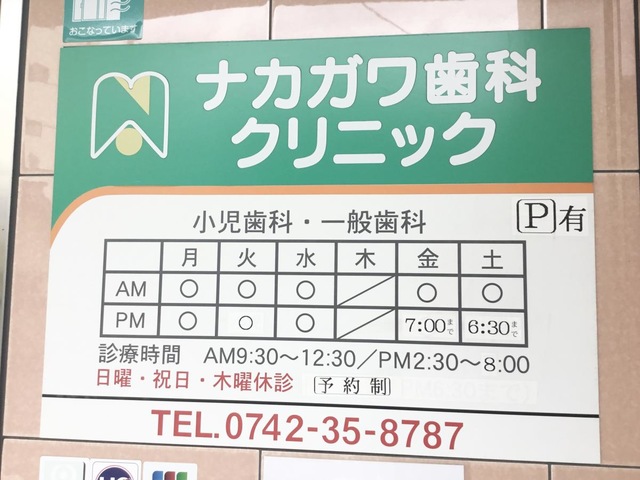 おこなっています
ナカガワ歯科
クリニック
小児歯科・一般歯科 P有
月 火 水 木 金 土
AM ○ ○ ○ ／ ○ ○
PM ○ ○ ○ ／ 7:00まで 6:30まで
診療時間 AM9:30～12:30／PM2:30～8:00
日曜・祝日・木曜休診 予約制
TEL.0742-35-8787